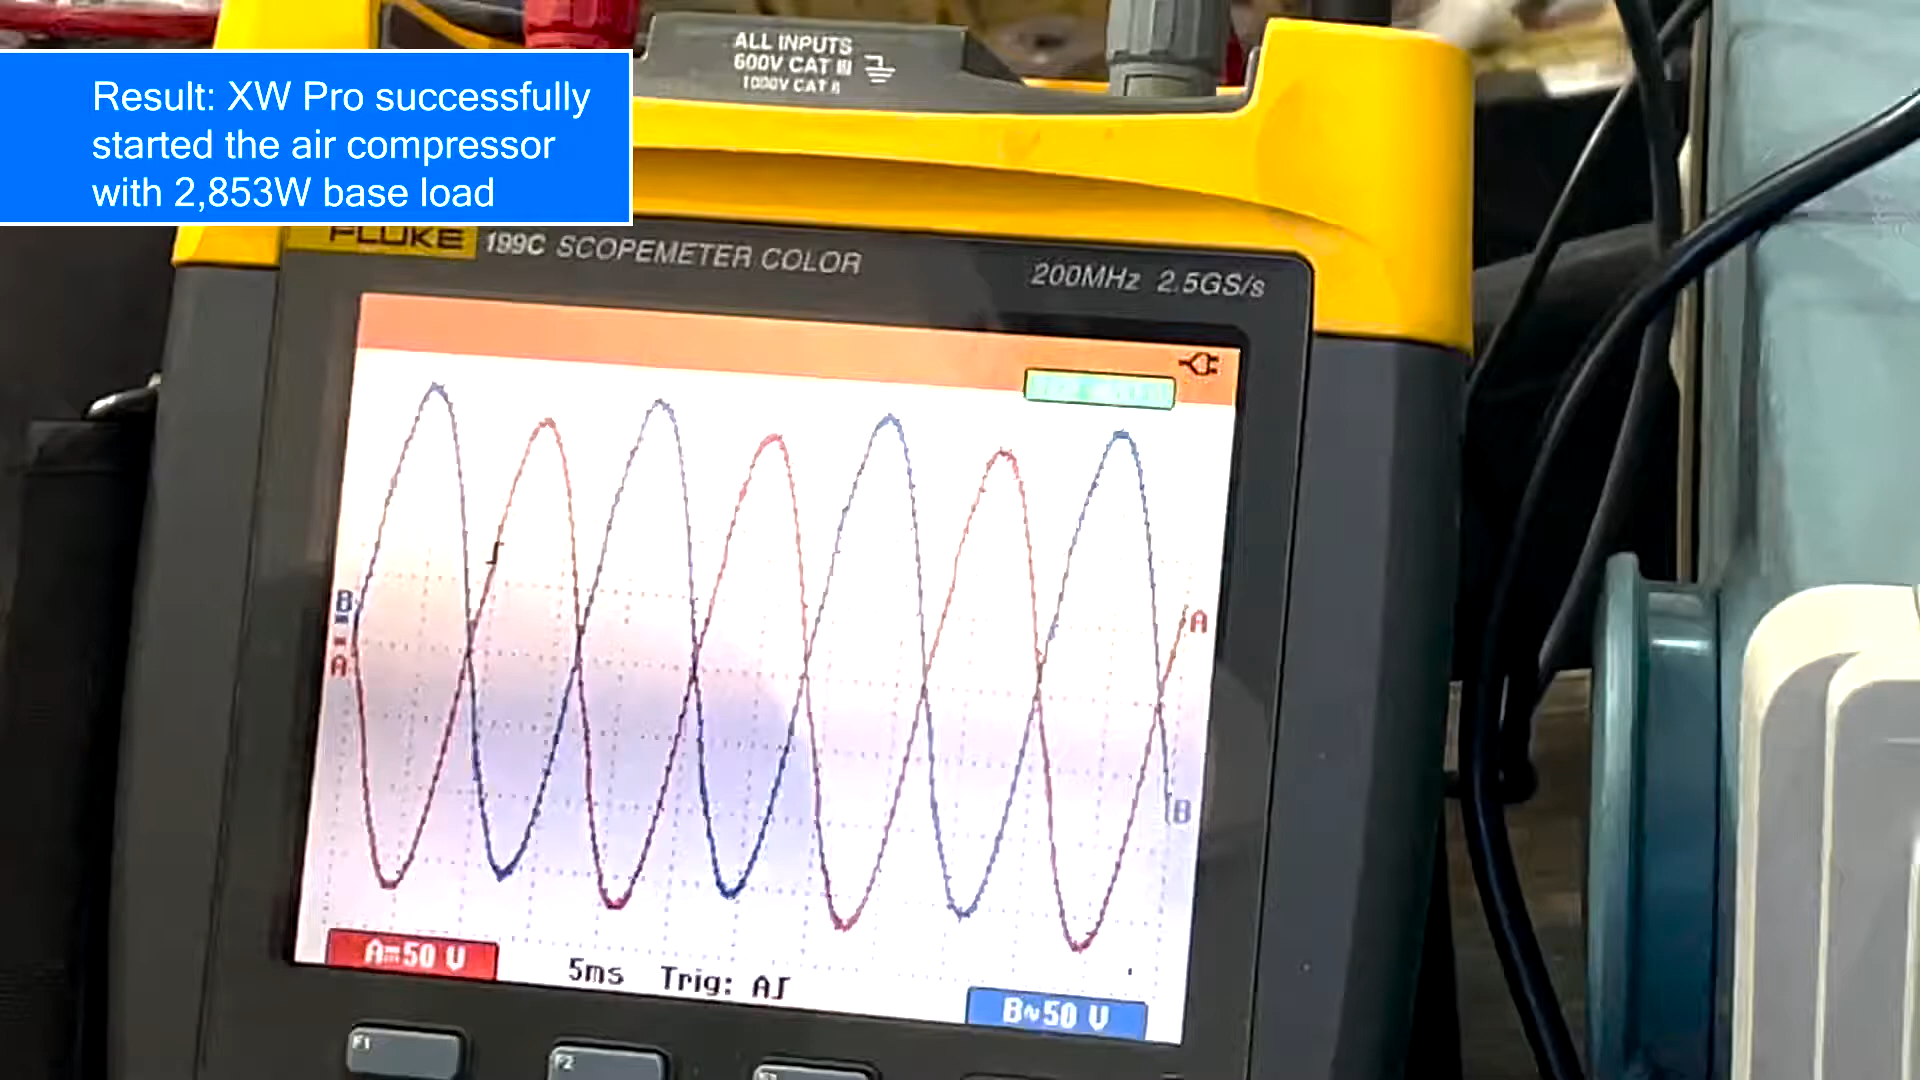 ALL INPUTS
600V CAT III
1000V CAT II
Result: XW Pro successfully
started the air compressor
with 2,853W base load
FLUKE 199C SCOPEMETER COLOR
200MHz 2.5GS/s
B
A
A
B
A=50 V
5ms Trig: A
B~50 V
F1
F2